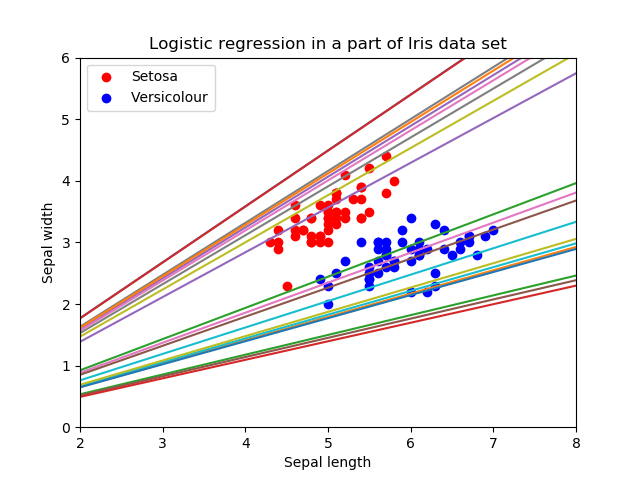 Logistic regression in a part of Iris data set
Setosa
Versicolour
6
5
4
3
2
1
0
Sepal width
2 3 4 5 6 7 8
Sepal length